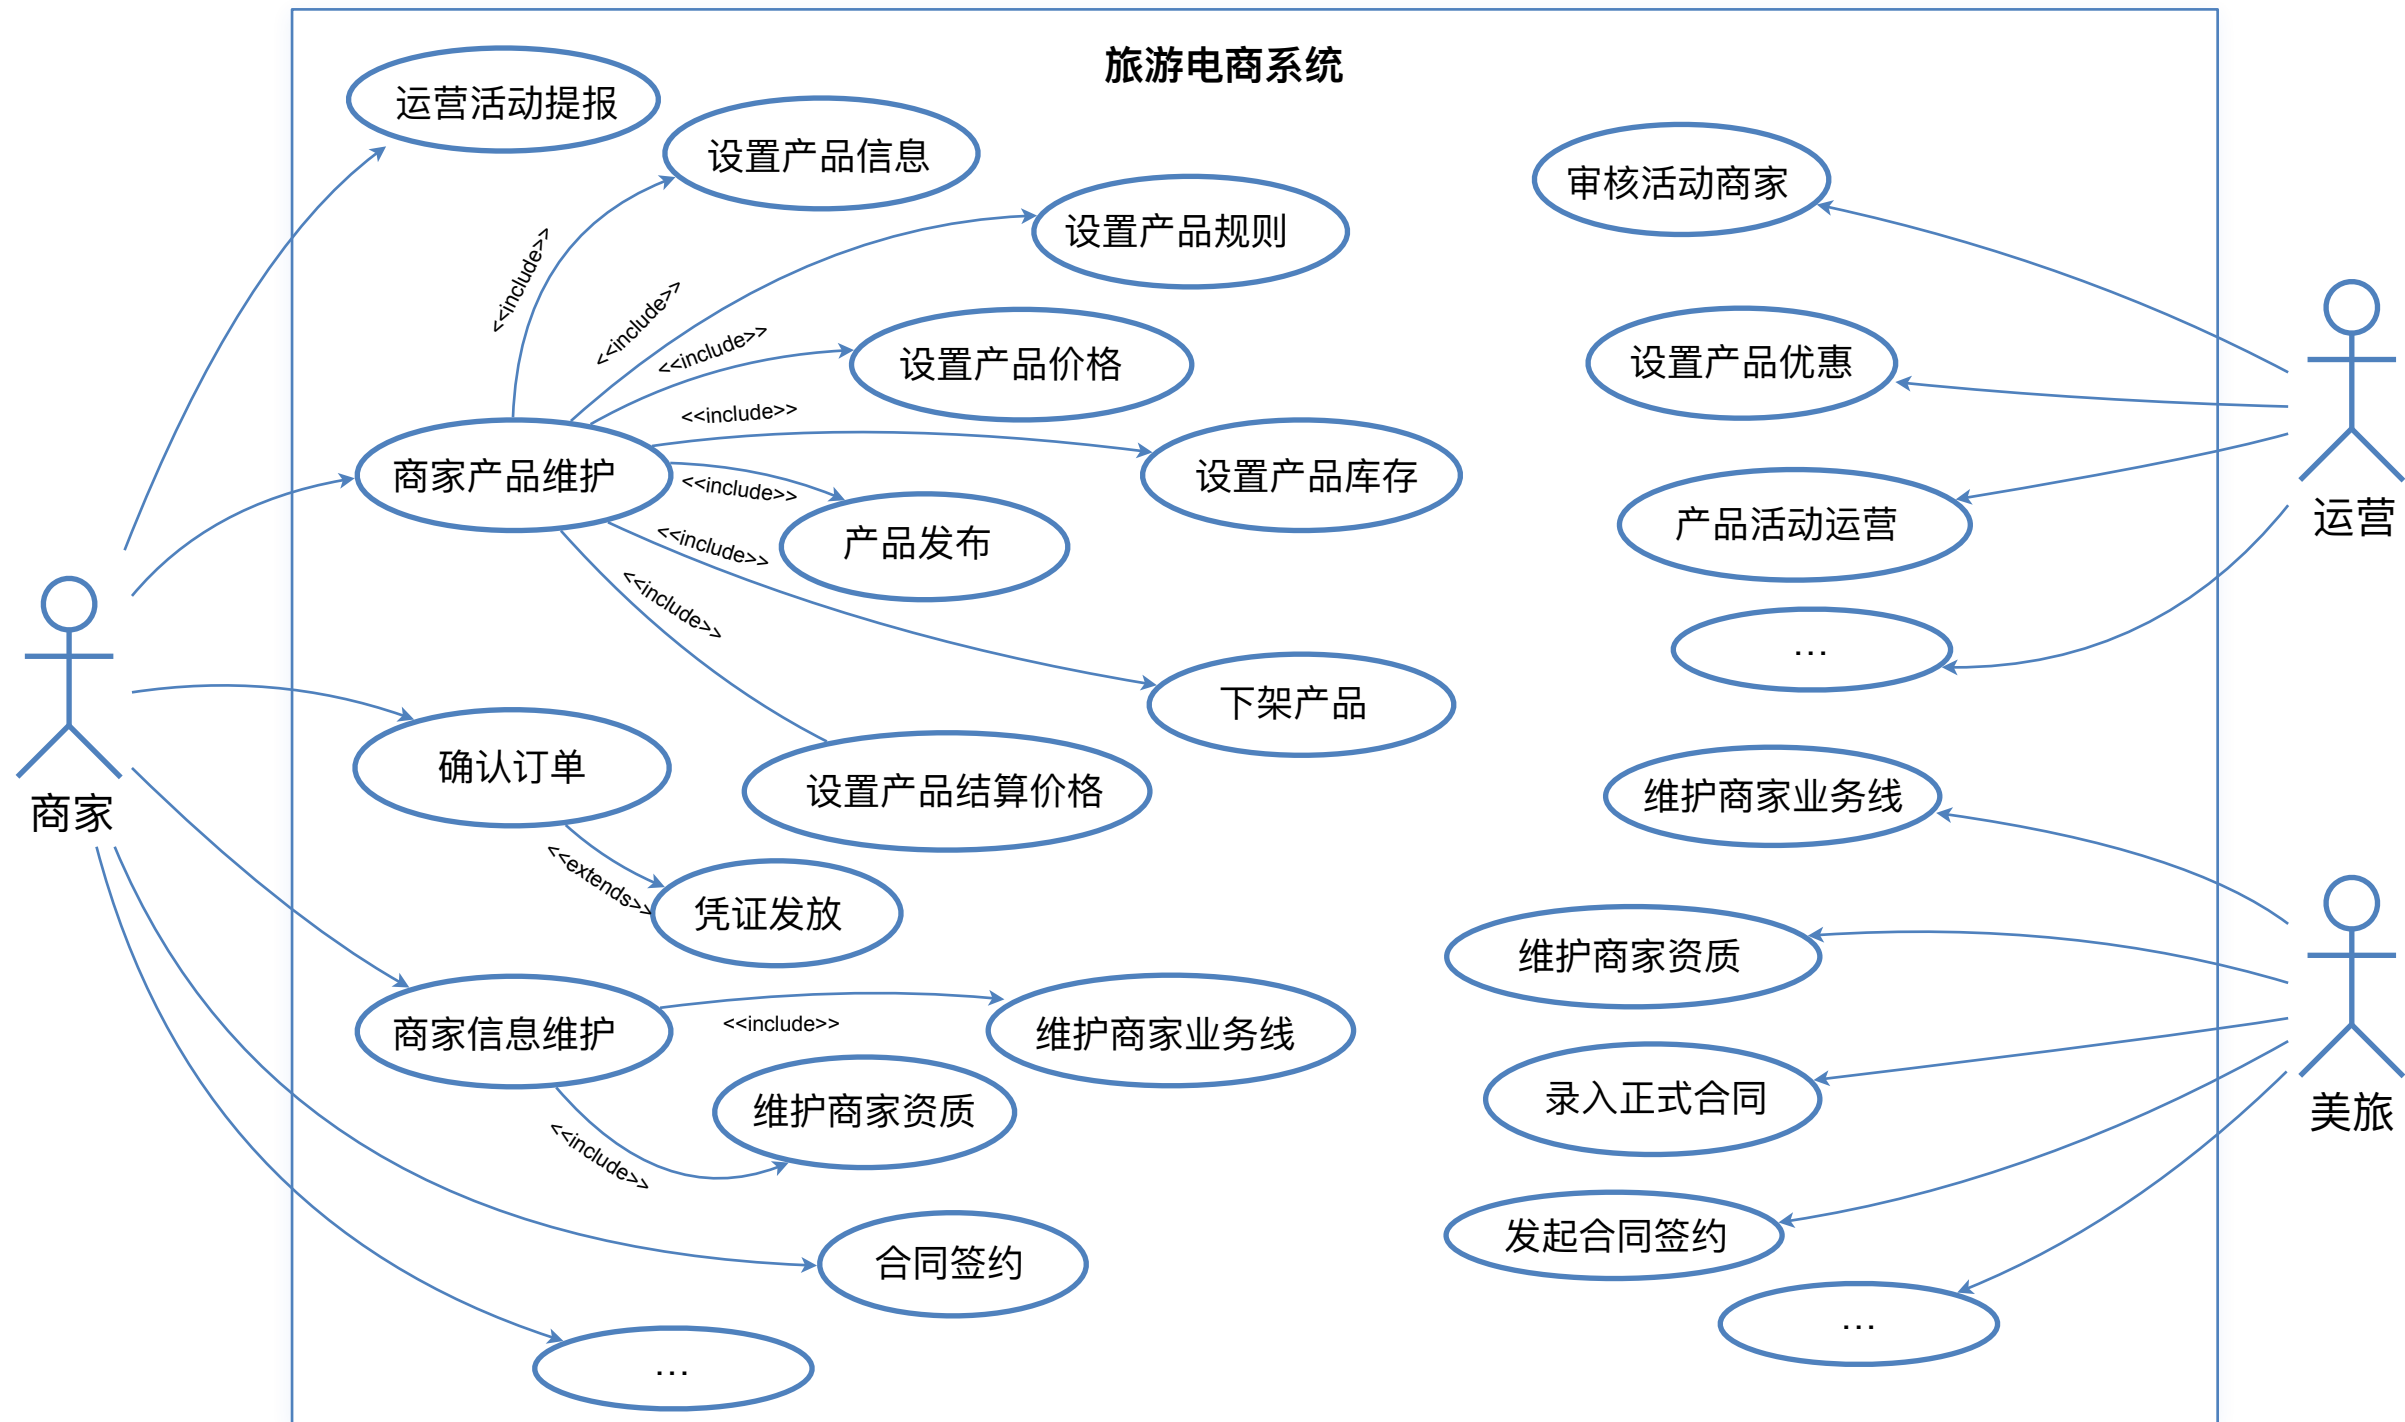 旅游电商系统
运营活动提报
设置产品信息
设置产品规则
设置产品价格
设置产品库存
商家产品维护
产品发布
下架产品
设置产品结算价格
<<include>>
<<include>>
<<include>>
<<include>>
<<include>>
<<include>>
<<include>>
商家
确认订单
<<extends>>
凭证发放
商家信息维护
<<include>>
维护商家业务线
<<include>>
维护商家资质
合同签约
...
审核活动商家
设置产品优惠
产品活动运营
...
运营
维护商家业务线
维护商家资质
录入正式合同
发起合同签约
...
美旅